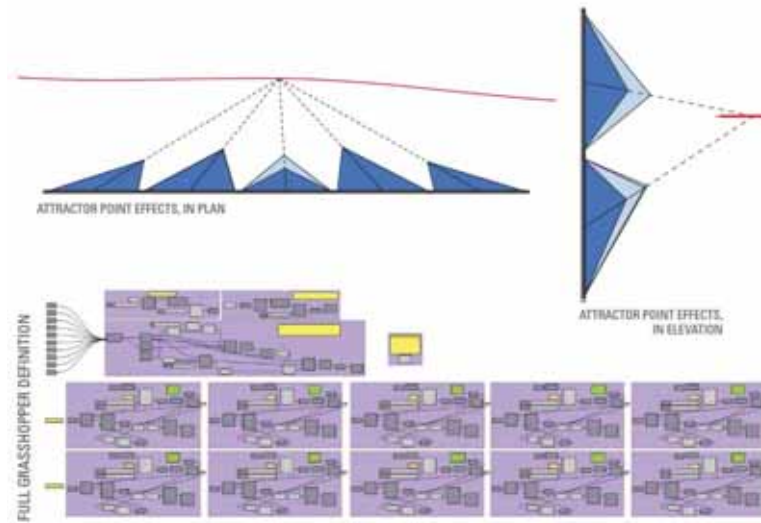 ATTRACTOR POINT EFFECTS, IN PLAN
ATTRACTOR POINT EFFECTS,
IN ELEVATION
FULL GRASSHOPPER DEFINITION